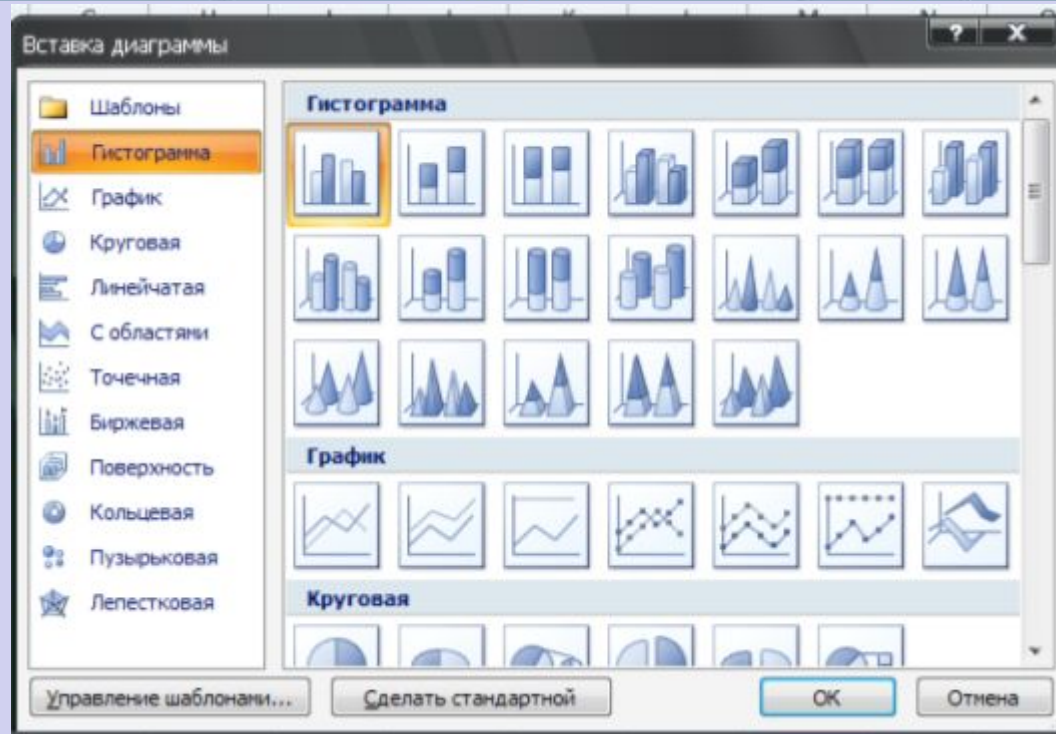 Вставка диаграммы
?
X
Шаблоны
Гистограмма
График
Круговая
Линейчатая
С областями
Точечная
Биржевая
Поверхность
Кольцевая
Пузырьковая
Лепестковая
Гистограмма
График
Круговая
Управление шаблонами...
Сделать стандартной
ОК
Отмена